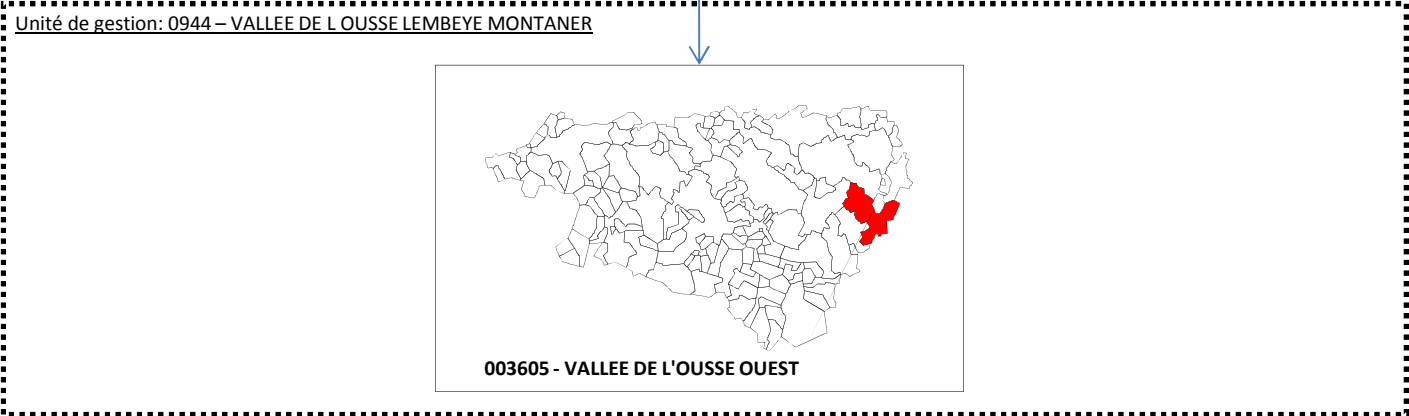 Unité de gestion: 0944 – VALLEE DE L OUSSE LEMBEYE MONTANER
003605 - VALLEE DE L'OUSSE OUEST